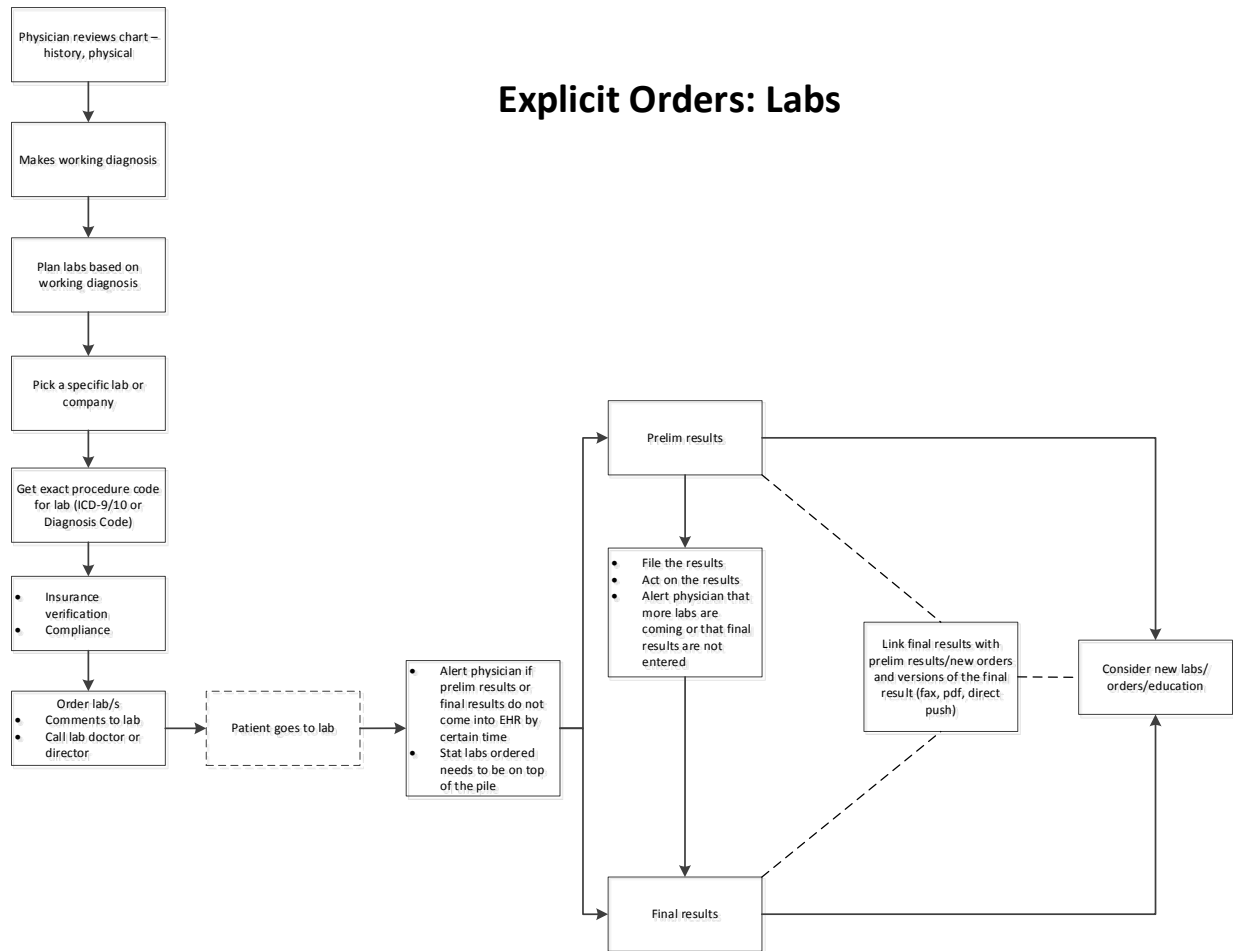 Explicit Orders: Labs
Physician reviews chart –
history, physical
Makes working diagnosis
Plan labs based on
working diagnosis
Pick a specific lab or
company
Get exact procedure code
for lab (ICD-9/10 or
Diagnosis Code)
• Insurance
verification
• Compliance
Order lab/s
• Comments to lab
• Call lab doctor or
director
Patient goes to lab
• Alert physician if
prelim results or
final results do not
come into EHR by
certain time
• Stat labs ordered
needs to be on top
of the pile
Prelim results
• File the results
• Act on the results
• Alert physician that
more labs are
coming or that final
results are not
entered
Final results
Link final results with
prelim results/new orders
and versions of the final
result (fax, pdf, direct
push)
Consider new labs/
orders/education